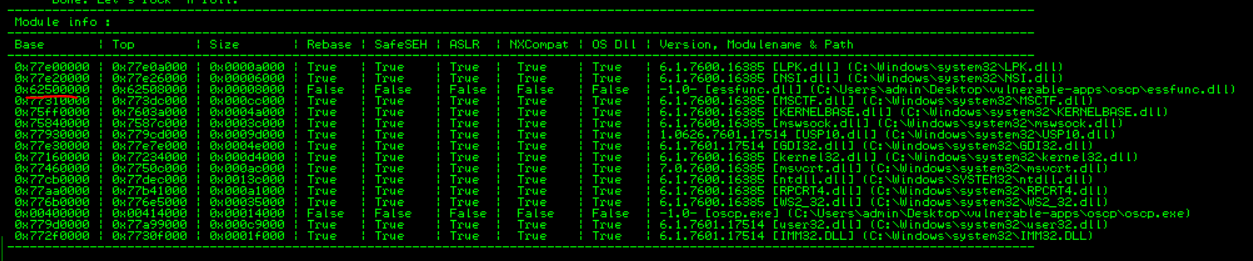 Done. Let's rock 'n roll.
Module info :
Base | Top | Size | Rebase | SafeSEH | ASLR | NXCompat | OS Dll | Version, Modulename & Path
0x77e00000 | 0x77e0a000 | 0x0000a000 | True | True | True | True | True | 6.1.7600.16385 [LPK.dll] (C:\Windows\system32\LPK.dll)
0x77e20000 | 0x77e26000 | 0x00006000 | True | True | True | True | True | 6.1.7600.16385 [NSI.dll] (C:\Windows\system32\NSI.dll)
0x62500000 | 0x62508000 | 0x00008000 | False | False | False | False | False | -1.0- [essfunc.dll] (C:\Users\admin\Desktop\vulnerable-apps\oscp\essfunc.dll)
0x77310000 | 0x773dc000 | 0x000cc000 | True | True | True | True | True | 6.1.7600.16385 [MSCTF.dll] (C:\Windows\system32\MSCTF.dll)
0x75ff0000 | 0x7603a000 | 0x0004a000 | True | True | True | True | True | 6.1.7600.16385 [KERNELBASE.dll] (C:\Windows\system32\KERNELBASE.dll)
0x75840000 | 0x7587c000 | 0x0003c000 | True | True | True | True | True | 6.1.7600.16385 [mswsock.dll] (C:\Windows\system32\mswsock.dll)
0x77930000 | 0x779cd000 | 0x0009d000 | True | True | True | True | True | 1.0626.7601.17514 [USP10.dll] (C:\Windows\system32\USP10.dll)
0x77e30000 | 0x77e7e000 | 0x0004e000 | True | True | True | True | True | 6.1.7601.17514 [GDI32.dll] (C:\Windows\system32\GDI32.dll)
0x77160000 | 0x77234000 | 0x000d4000 | True | True | True | True | True | 6.1.7600.16385 [kernel32.dll] (C:\Windows\system32\kernel32.dll)
0x77460000 | 0x7750c000 | 0x000ac000 | True | True | True | True | True | 7.0.7600.16385 [msvcrt.dll] (C:\Windows\system32\msvcrt.dll)
0x77cb0000 | 0x77dec000 | 0x0013c000 | True | True | True | True | True | 6.1.7600.16385 [ntdll.dll] (C:\Windows\SYSTEM32\ntdll.dll)
0x77aa0000 | 0x77b41000 | 0x000a1000 | True | True | True | True | True | 6.1.7600.16385 [RPCRT4.dll] (C:\Windows\system32\RPCRT4.dll)
0x776b0000 | 0x776e5000 | 0x00035000 | True | True | True | True | True | 6.1.7600.16385 [WS2_32.dll] (C:\Windows\system32\WS2_32.dll)
0x00400000 | 0x00414000 | 0x00014000 | False | False | False | False | False | -1.0- [oscp.exe] (C:\Users\admin\Desktop\vulnerable-apps\oscp\oscp.exe)
0x779d0000 | 0x77a99000 | 0x000c9000 | True | True | True | True | True | 6.1.7601.17514 [user32.dll] (C:\Windows\system32\user32.dll)
0x772f0000 | 0x7730f000 | 0x0001f000 | True | True | True | True | True | 6.1.7601.17514 [IMM32.DLL] (C:\Windows\system32\IMM32.DLL)